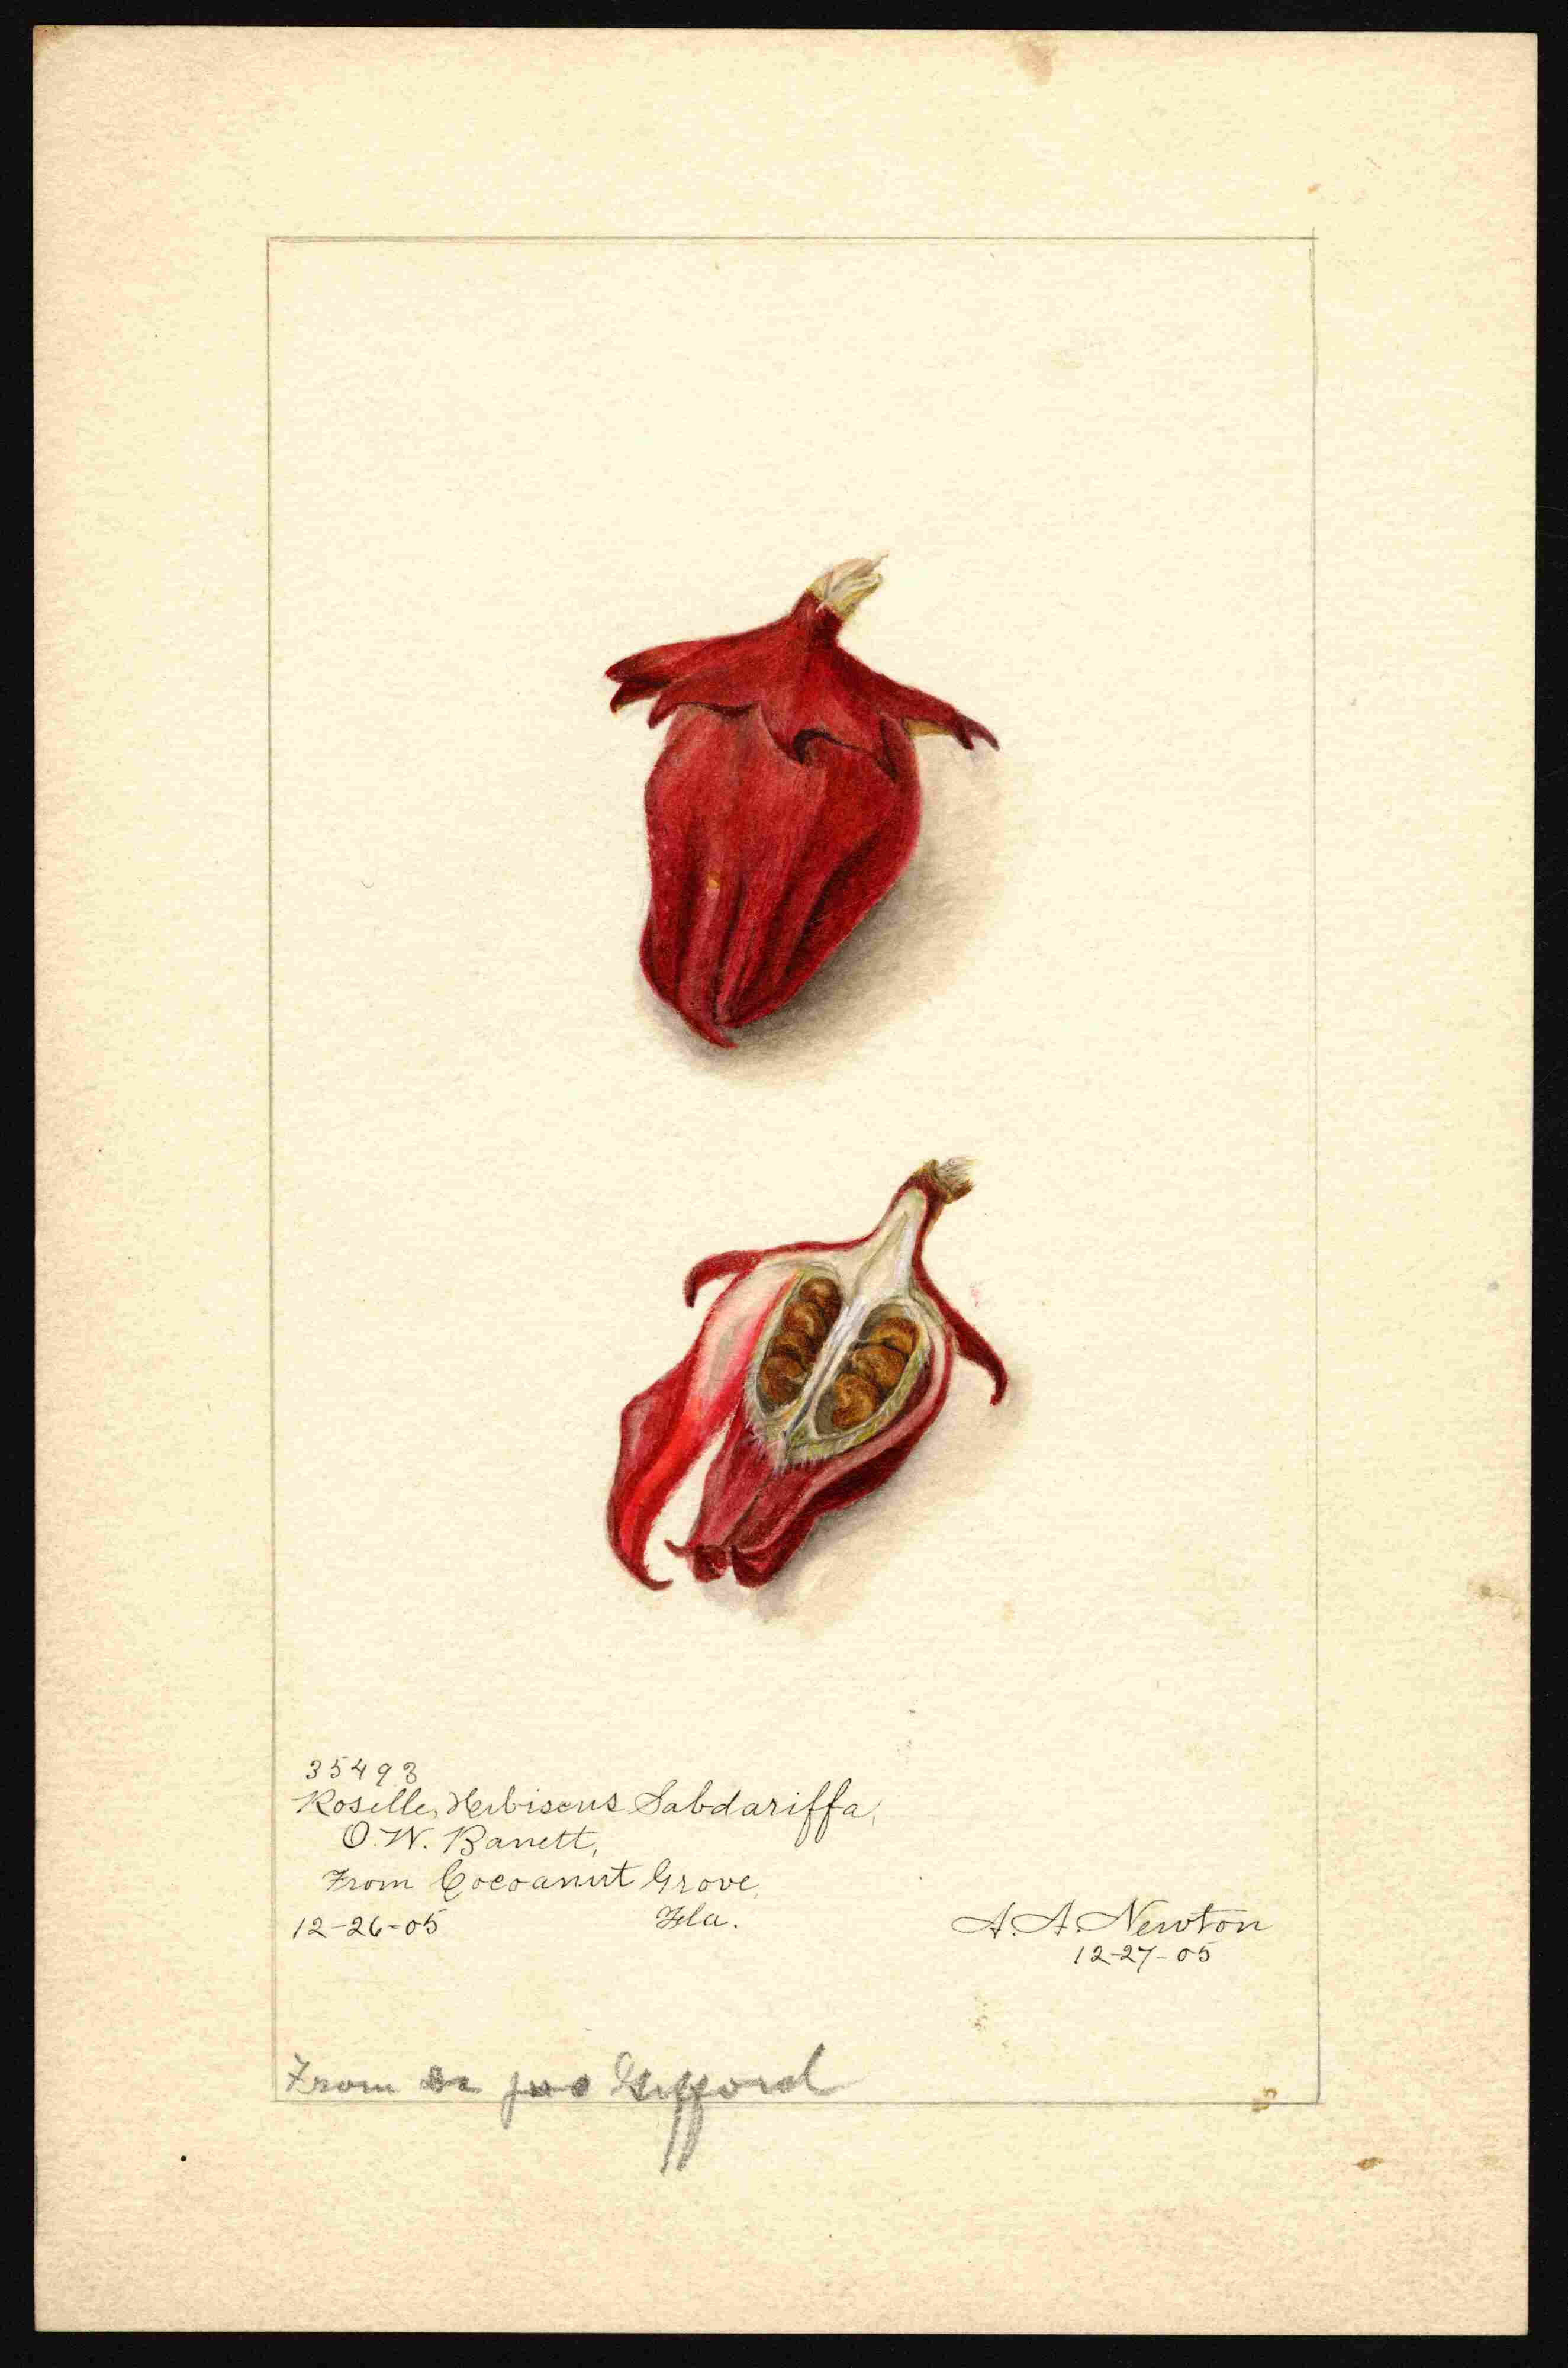 35493
Roselle, Herbiscus Sabdariffa,
O. W. Barrett,
From Cocoanut Grove,
12-26-05 Fla.
A. A. Newton
12-27-05
From Dr Jno Gifford